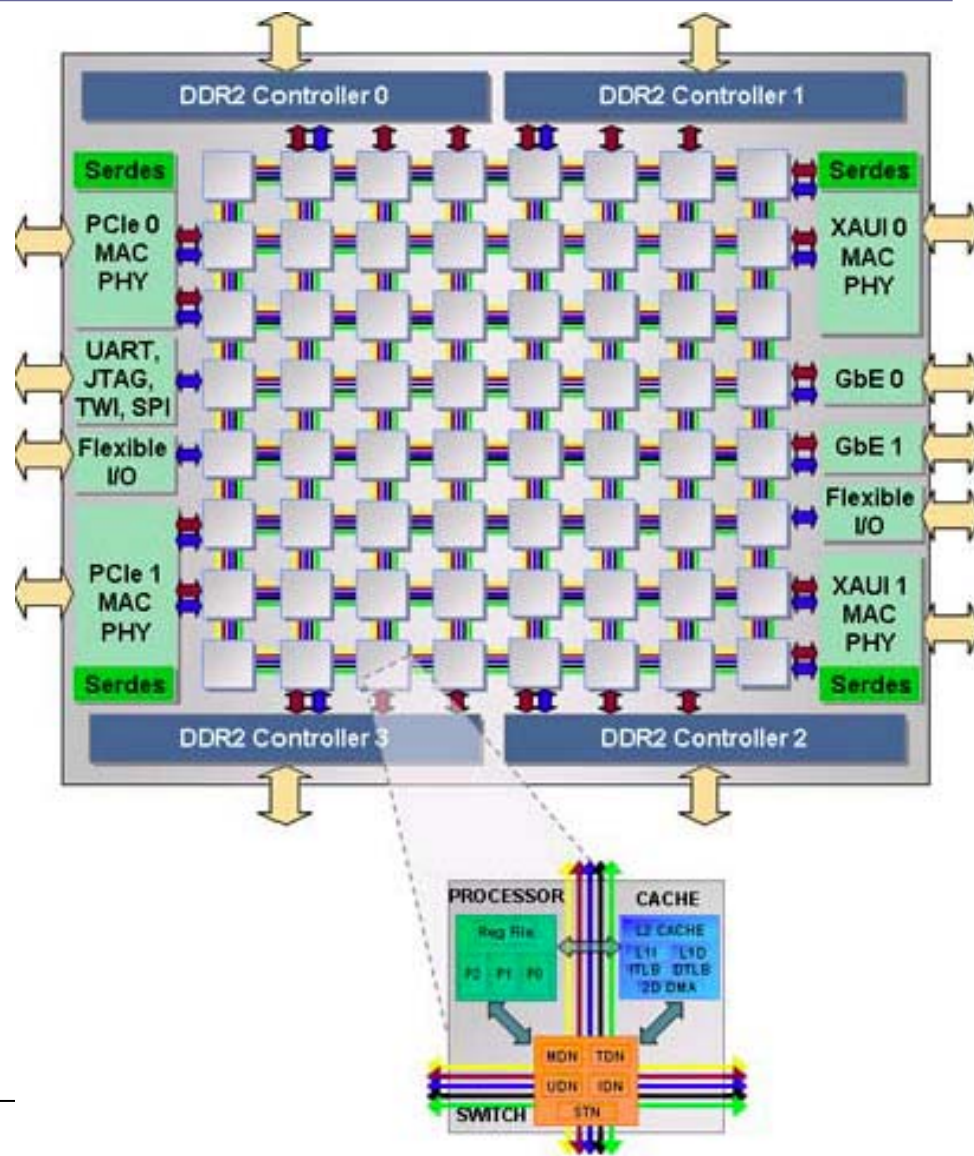 DDR2 Controller 0
DDR2 Controller 1
Serdes
PCIe 0
MAC
PHY
UART,
JTAG,
TWI, SPI
Flexible
I/O
PCIe 1
MAC
PHY
Serdes
Serdes
XAUI 0
MAC
PHY
GbE 0
GbE 1
Flexible
I/O
XAUI 1
MAC
PHY
Serdes
DDR2 Controller 3
DDR2 Controller 2
PROCESSOR
CACHE
Reg File
P2 P1 P0
L2 CACHE
L1I L1D
ITLB DTLB
2D DMA
MDN TDN
UDN IDN
STN
SWITCH